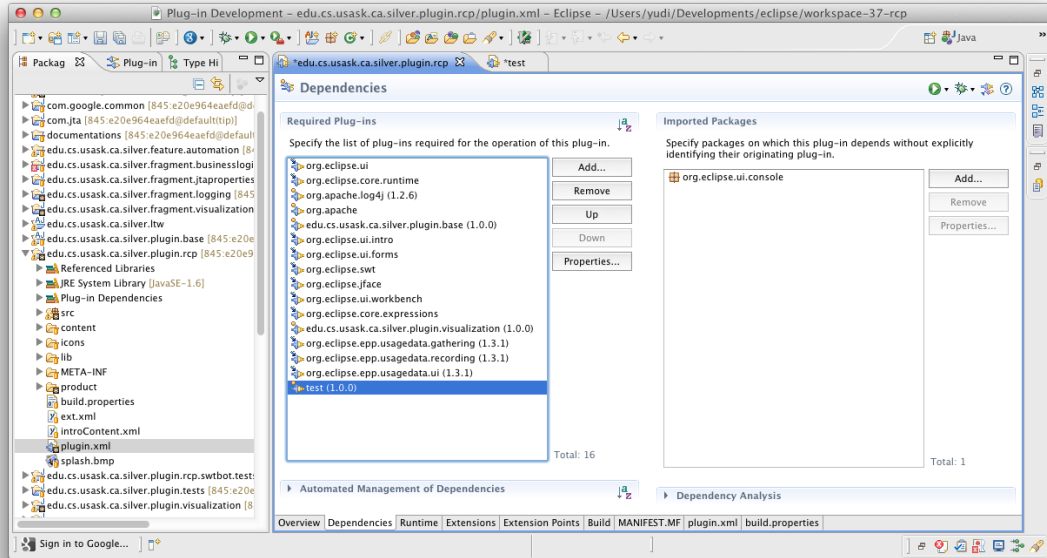 Plug-in Development - edu.cs.usask.ca.silver.plugin.rcp/plugin.xml - Eclipse - /Users/yudi/Developments/eclipse/workspace-37-rcp
Java
»
Packag
Plug-in
Type Hi
*edu.cs.usask.ca.silver.plugin.rcp
*test
com.google.common [845:e20e964eaefd@d
com.jta [845:e20e964eaefd@default(tip)]
documentations [845:e20e964eaefd@default
edu.cs.usask.ca.silver.feature.automation [84
edu.cs.usask.ca.silver.fragment.businesslogi
edu.cs.usask.ca.silver.fragment.jtaproperties
edu.cs.usask.ca.silver.fragment.logging [845:
edu.cs.usask.ca.silver.fragment.visualization
edu.cs.usask.ca.silver.ltw
edu.cs.usask.ca.silver.plugin.base [845:e20e
edu.cs.usask.ca.silver.plugin.rcp [845:e20e9
Referenced Libraries
JRE System Library [JavaSE-1.6]
Plug-in Dependencies
src
content
icons
lib
META-INF
product
build.properties
ext.xml
introContent.xml
plugin.xml
splash.bmp
edu.cs.usask.ca.silver.plugin.rcp.swtbot.test
edu.cs.usask.ca.silver.plugin.tests [845:e20e
edu.cs.usask.ca.silver.plugin.visualization [8
Dependencies
Required Plug-ins
Specify the list of plug-ins required for the operation of this plug-in.
org.eclipse.ui
org.eclipse.core.runtime
org.apache.log4j (1.2.6)
org.apache
edu.cs.usask.ca.silver.plugin.base (1.0.0)
org.eclipse.ui.intro
org.eclipse.ui.forms
org.eclipse.swt
org.eclipse.jface
org.eclipse.ui.workbench
org.eclipse.core.expressions
edu.cs.usask.ca.silver.plugin.visualization (1.0.0)
org.eclipse.epp.usagedata.gathering (1.3.1)
org.eclipse.epp.usagedata.recording (1.3.1)
org.eclipse.epp.usagedata.ui (1.3.1)
test (1.0.0)
Add...
Remove
Up
Down
Properties...
Total: 16
Imported Packages
Specify packages on which this plug-in depends without explicitly
identifying their originating plug-in.
org.eclipse.ui.console
Add...
Remove
Properties...
Total: 1
Automated Management of Dependencies
Dependency Analysis
Overview Dependencies Runtime Extensions Extension Points Build MANIFEST.MF plugin.xml build.properties
Sign in to Google...